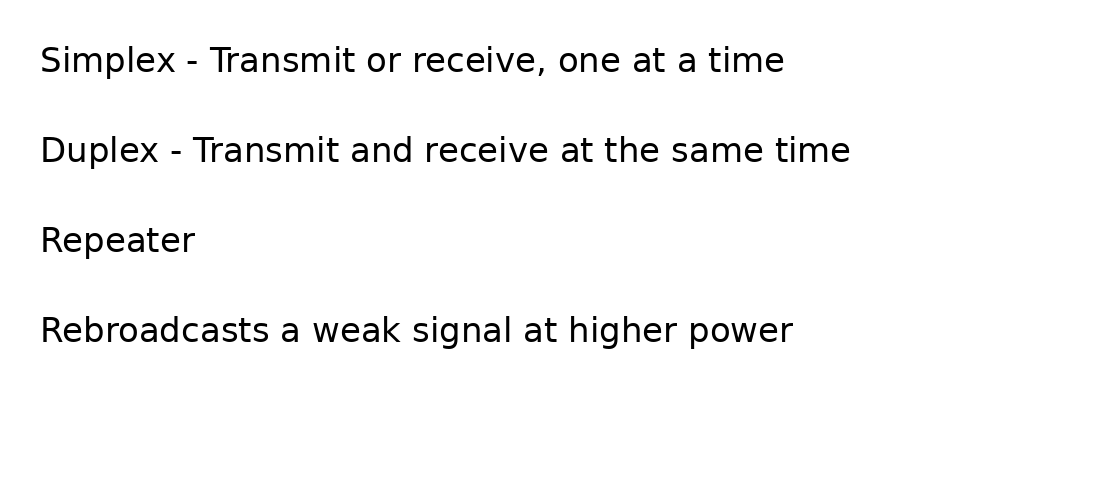 Simplex - Transmit or receive, one at a time
Duplex - Transmit and receive at the same time
Repeater
Rebroadcasts a weak signal at higher power